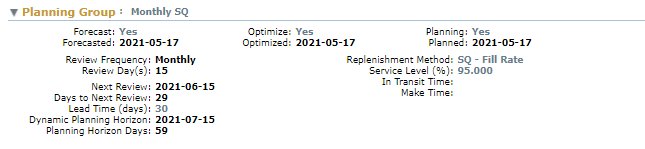 Planning Group : Monthly SQ
Forecast: Yes Optimize: Yes Planning: Yes
Forecasted: 2021-05-17 Optimized: 2021-05-17 Planned: 2021-05-17
Review Frequency: Monthly Replenishment Method: SQ - Fill Rate
Review Day(s): 15 Service Level (%): 95.000
In Transit Time:
Next Review: 2021-06-15 Make Time:
Days to Next Review: 29
Lead Time (days): 30
Dynamic Planning Horizon: 2021-07-15
Planning Horizon Days: 59